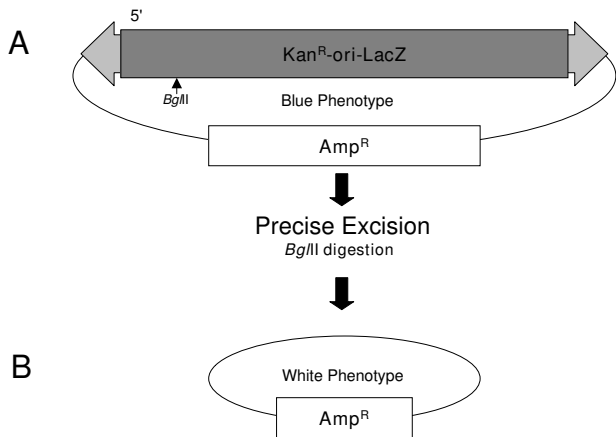 5'
A
Kanᴿ-ori-LacZ
BglII
Blue Phenotype
Ampᴿ
Precise Excision
BglII digestion
B
White Phenotype
Ampᴿ